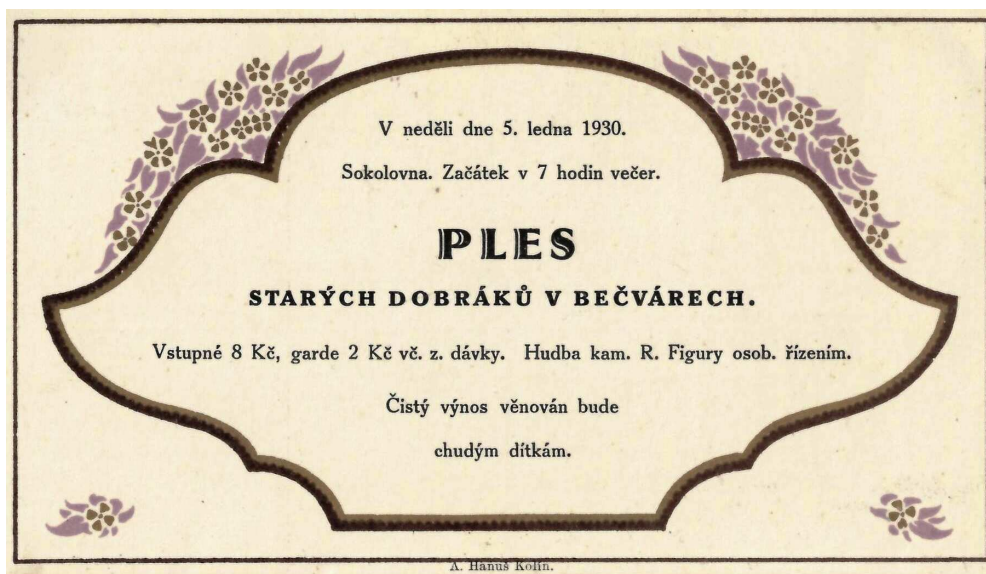 V neděli dne 5. ledna 1930.
Sokolovna. Začátek v 7 hodin večer.
PLES
STARÝCH DOBRÁKŮ V BEČVÁRECH.
Vstupné 8 Kč, garde 2 Kč vč. z. dávky. Hudba kam. R. Figury osob. řízením.
Čistý výnos věnován bude
chudým dítkám.
A. Hanuš Kolín.